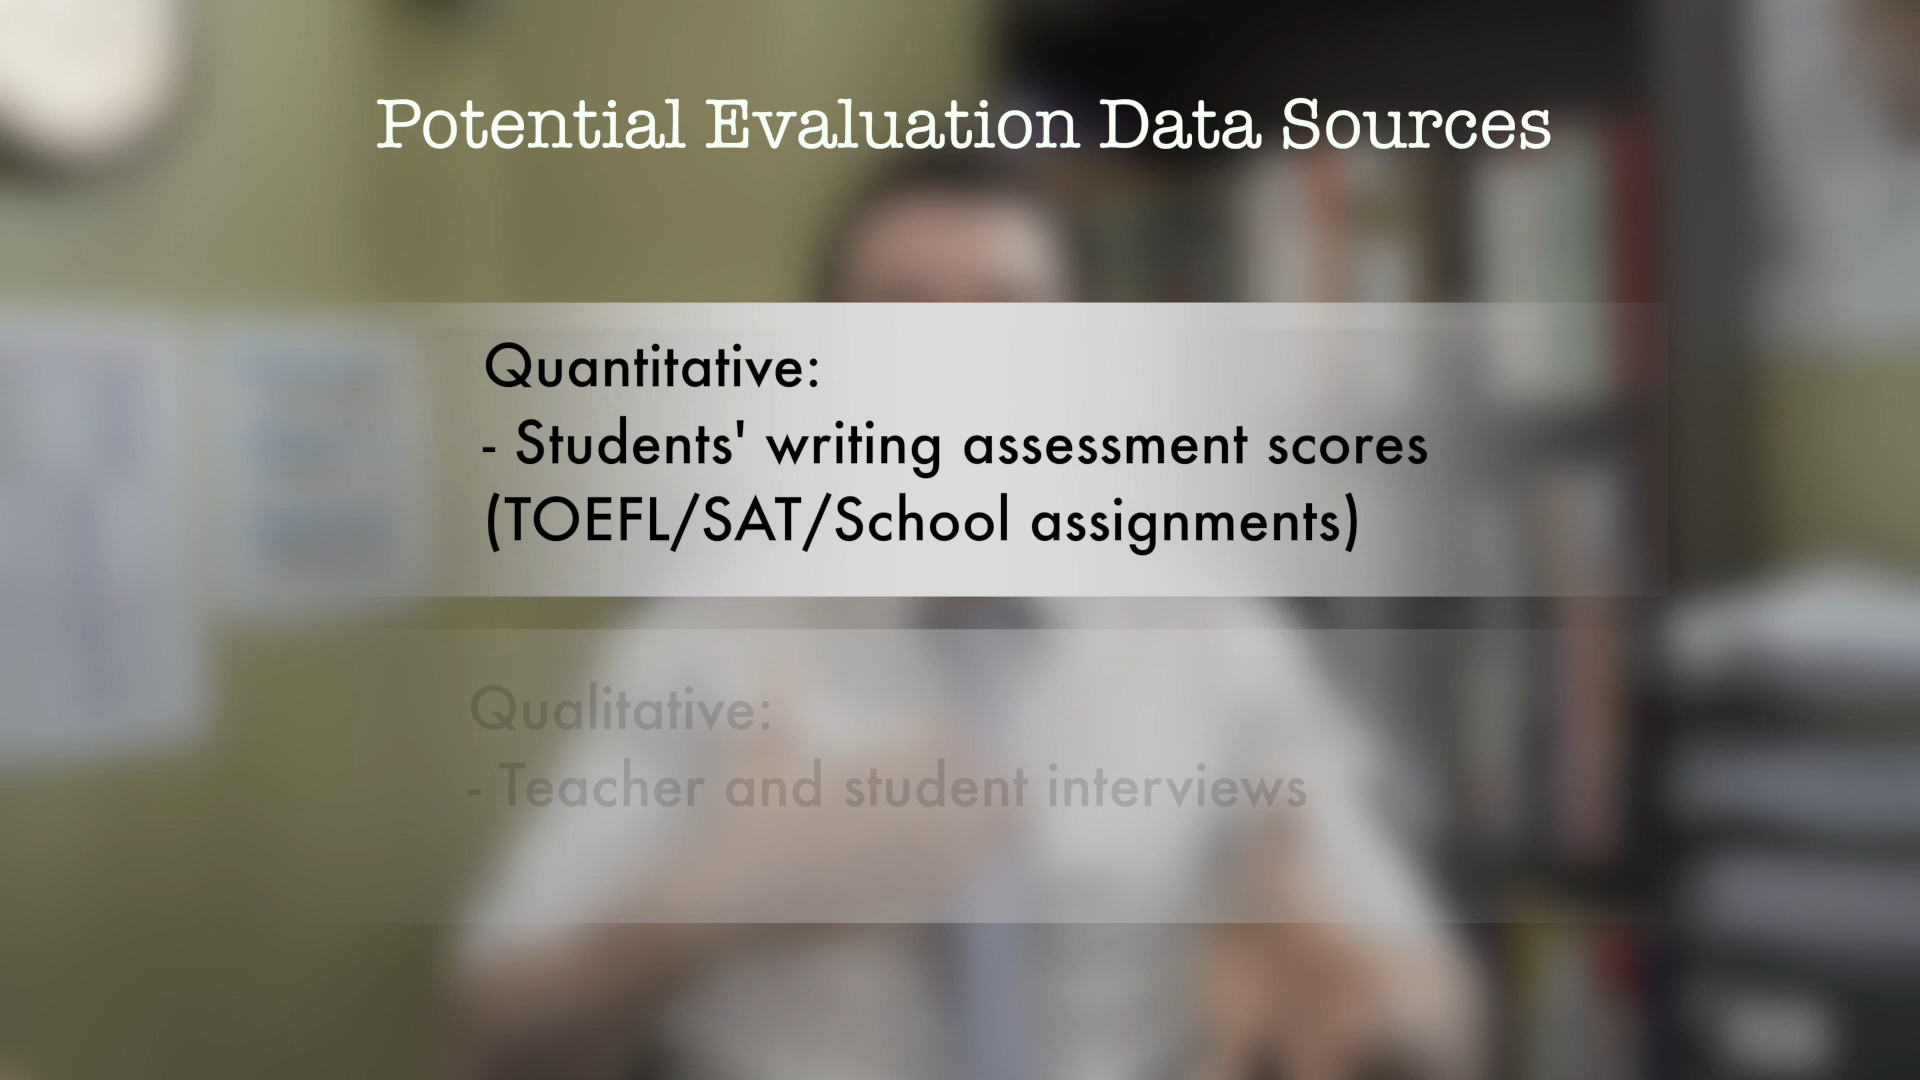 Potential Evaluation Data Sources
Quantitative:
- Students' writing assessment scores
(TOEFL/SAT/School assignments)
Qualitative:
- Teacher and student interviews